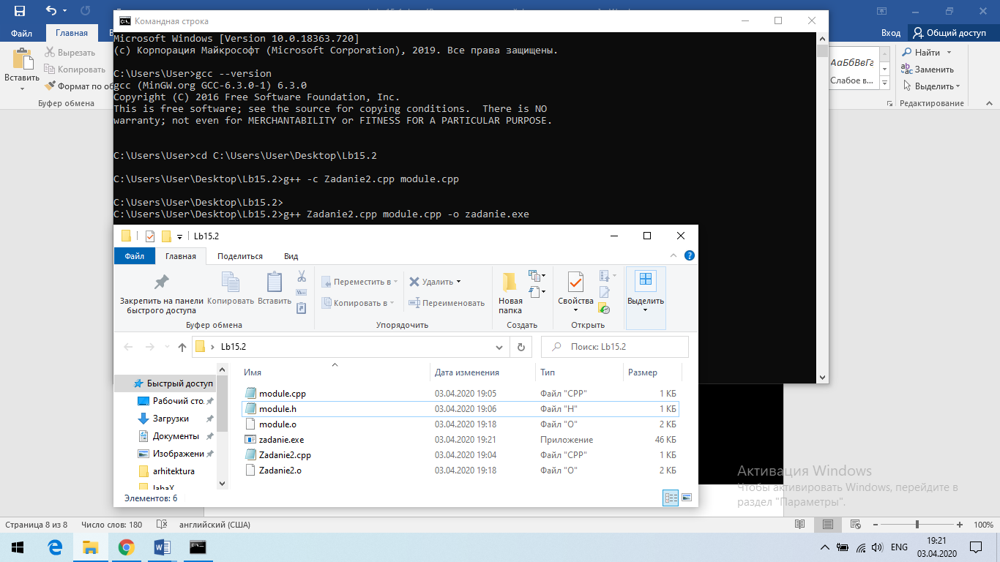 Файл
Главная
Вход
Общий доступ
Вставить
Вырезать
Копировать
Формат по об
Буфер обмена
АаБбВвГг
Слабое в...
Найти
Заменить
Выделить
Редактирование
Командная строка
Microsoft Windows [Version 10.0.18363.720]
(c) Корпорация Майкрософт (Microsoft Corporation), 2019. Все права защищены.
C:\Users\User>gcc --version
gcc (MinGW.org GCC-6.3.0-1) 6.3.0
Copyright (C) 2016 Free Software Foundation, Inc.
This is free software; see the source for copying conditions.  There is NO
warranty; not even for MERCHANTABILITY or FITNESS FOR A PARTICULAR PURPOSE.
C:\Users\User>cd C:\Users\User\Desktop\Lb15.2
C:\Users\User\Desktop\Lb15.2>g++ -c Zadanie2.cpp module.cpp
C:\Users\User\Desktop\Lb15.2>
C:\Users\User\Desktop\Lb15.2>g++ Zadanie2.cpp module.cpp -o zadanie.exe
Lb15.2
Файл Главная Поделиться Вид
Закрепить на панели
быстрого доступа
Копировать
Вставить
Буфер обмена
Переместить в
Копировать в
Удалить
Переименовать
Упорядочить
Новая
папка
Создать
Свойства
Открыть
Выделить
Lb15.2
Поиск: Lb15.2
Имя Дата изменения Тип Размер
Быстрый доступ
Рабочий сто
Загрузки
Документы
Изображени
arhitektura
labaX
module.cpp 03.04.2020 19:05 Файл "CPP" 1 КБ
module.h 03.04.2020 19:06 Файл "H" 1 КБ
module.o 03.04.2020 19:18 Файл "O" 2 КБ
zadanie.exe 03.04.2020 19:21 Приложение 46 КБ
Zadanie2.cpp 03.04.2020 19:04 Файл "CPP" 1 КБ
Zadanie2.o 03.04.2020 19:18 Файл "O" 2 КБ
Элементов: 6
Активация Windows
Чтобы активировать Windows, перейдите в
раздел "Параметры".
Страница 8 из 8 Число слов: 180 английский (США) 100%
ENG
19:21
03.04.2020